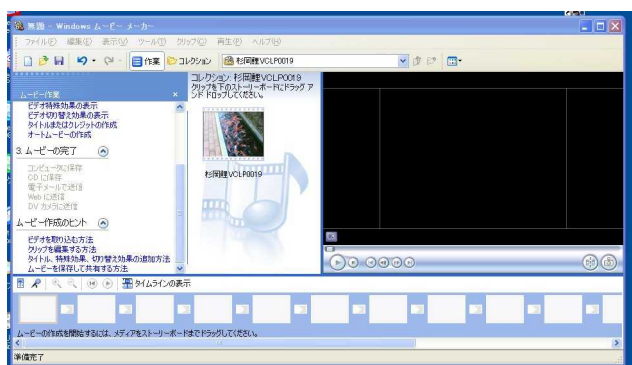 無題 - Windows ムービー メーカー
ファイル(F) 編集(E) 表示(V) ツール(T) クリップ(C) 再生(P) ヘルプ(H)
作業 コレクション 杉岡鯉VCLP0019
ムービー作業 ×
ビデオ特殊効果の表示
ビデオ切り替え効果の表示
タイトルまたはクレジットの作成
オートムービーの作成
3. ムービーの完了
コンピュータに保存
CD に保存
電子メールで送信
Web に送信
DV カメラに送信
ムービー作成のヒント
ビデオを取り込む方法
クリップを編集する方法
タイトル、特殊効果、切り替え効果の追加方法
ムービーを保存して共有する方法
コレクション: 杉岡鯉VCLP0019
クリップを下のストーリーボードにドラッグ ア
ンド ドロップしてください。
杉岡鯉VCLP0019
タイムラインの表示
ムービーの作成を開始するには、メディアをストーリーボードまでドラッグしてください。
準備完了